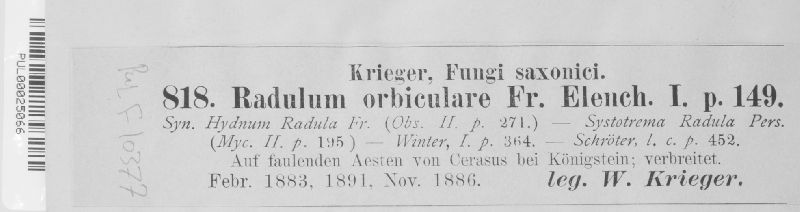 PUL00025066
Pul F 10377
Krieger, Fungi saxonici.
818. Radulum orbiculare Fr. Elench. I. p. 149.
Syn. Hydnum Radula Fr. (Obs. II. p. 271.) — Systotrema Radula Pers.
(Myc. II. p. 195) — Winter, I. p. 364. — Schröter, l. c. p. 452.
Auf faulenden Aesten von Cerasus bei Königstein; verbreitet.
Febr. 1883, 1891, Nov. 1886. leg. W. Krieger.